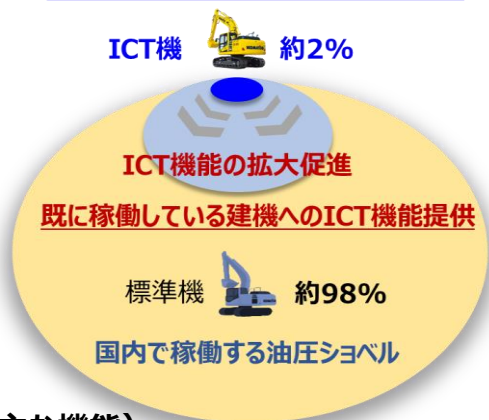 ICT機 約2%
ICT機能の拡大促進
既に稼働している建機へのICT機能提供
標準機 約98%
国内で稼働する油圧ショベル